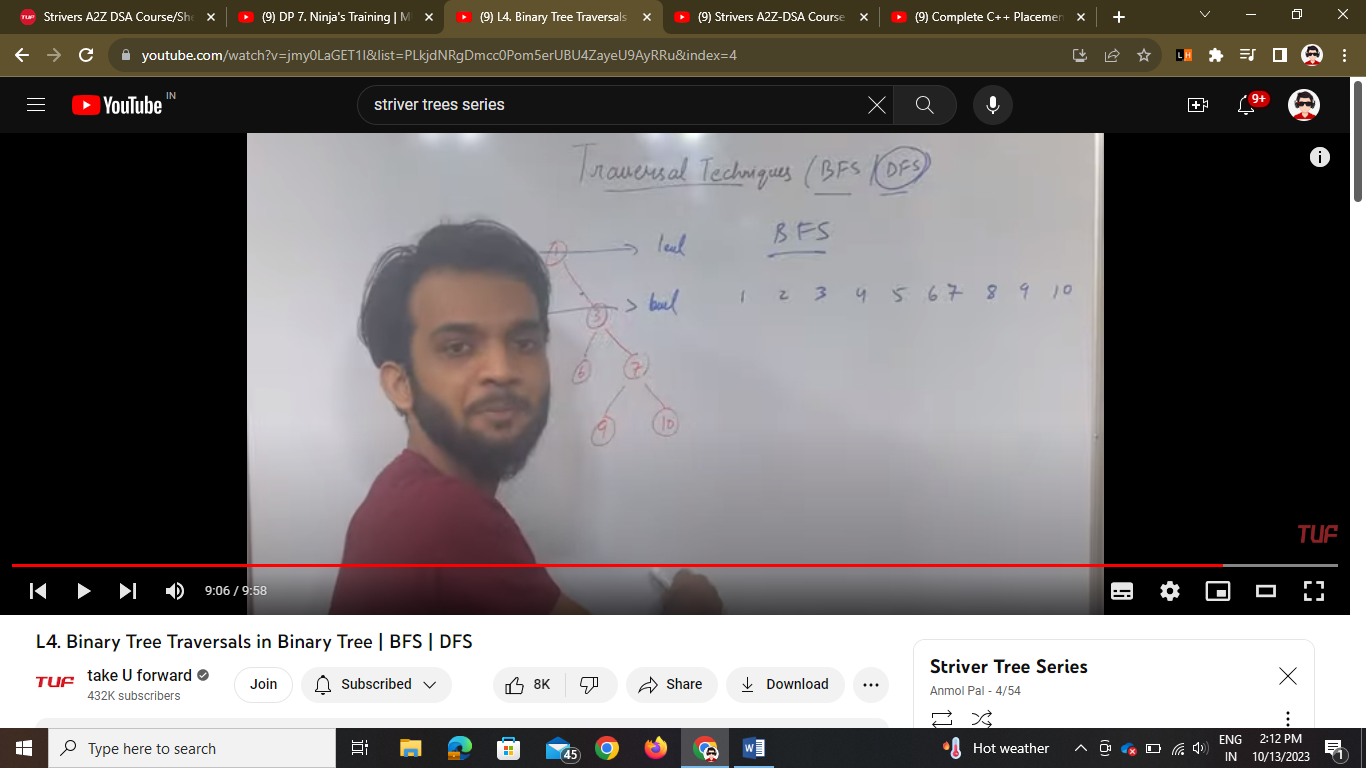 Strivers A2Z DSA Course/She
(9) DP 7. Ninja's Training | M
(9) L4. Binary Tree Traversals
(9) Strivers A2Z-DSA Course
(9) Complete C++ Placemen
youtube.com/watch?v=jmy0LaGET1I&list=PLkjdNRgDmcc0Pom5erUBU4ZayeU9AyRRu&index=4
LH
YouTube IN
striver trees series
9+
Traversal Techniques (BFS / DFS)
BFS
1 → level
1 2 3 4 5 6 7 8 9 10
3 → level
6 7
9 10
TUF
9:06 / 9:58
L4. Binary Tree Traversals in Binary Tree | BFS | DFS
TUF take U forward
432K subscribers
Join
Subscribed
8K
Share
Download
Striver Tree Series
Anmol Pal - 4/54
Type here to search
45
Hot weather
ENG
IN
2:12 PM
10/13/2023
1